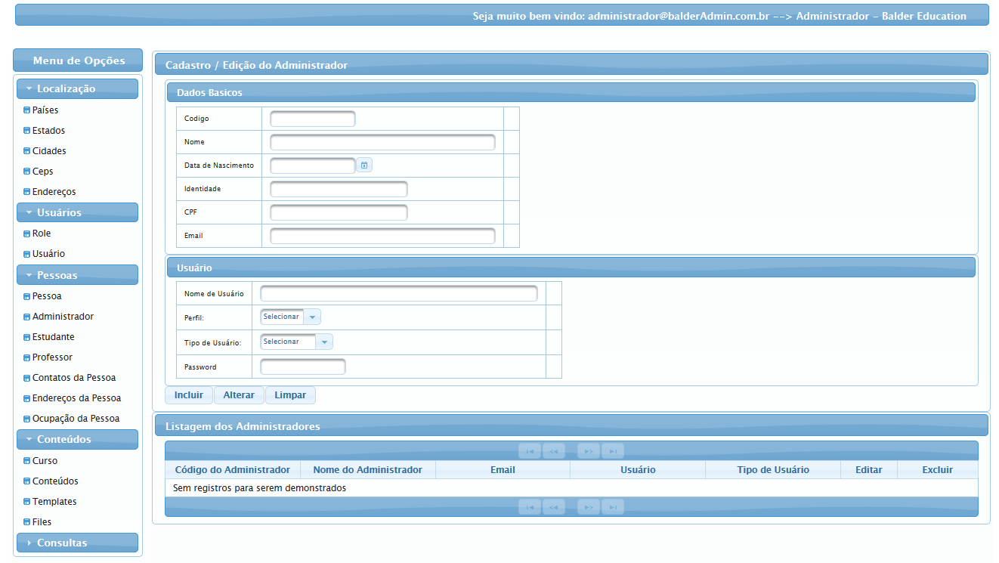 Seja muito bem vindo: administrador@balderAdmin.com.br --> Administrador - Balder Education
Menu de Opções
Localização
Países
Estados
Cidades
Ceps
Endereços
Usuários
Role
Usuário
Pessoas
Pessoa
Administrador
Estudante
Professor
Contatos da Pessoa
Endereços da Pessoa
Ocupação da Pessoa
Conteúdos
Curso
Conteúdos
Templates
Files
Consultas
Cadastro / Edição do Administrador
Dados Basicos
Codigo
Nome
Data de Nascimento
Identidade
CPF
Email
Usuário
Nome de Usuário
Perfil: Selecionar
Tipo de Usuário: Selecionar
Password
Incluir Alterar Limpar
Listagem dos Administradores
Código do Administrador Nome do Administrador Email Usuário Tipo de Usuário Editar Excluir
Sem registros para serem demonstrados